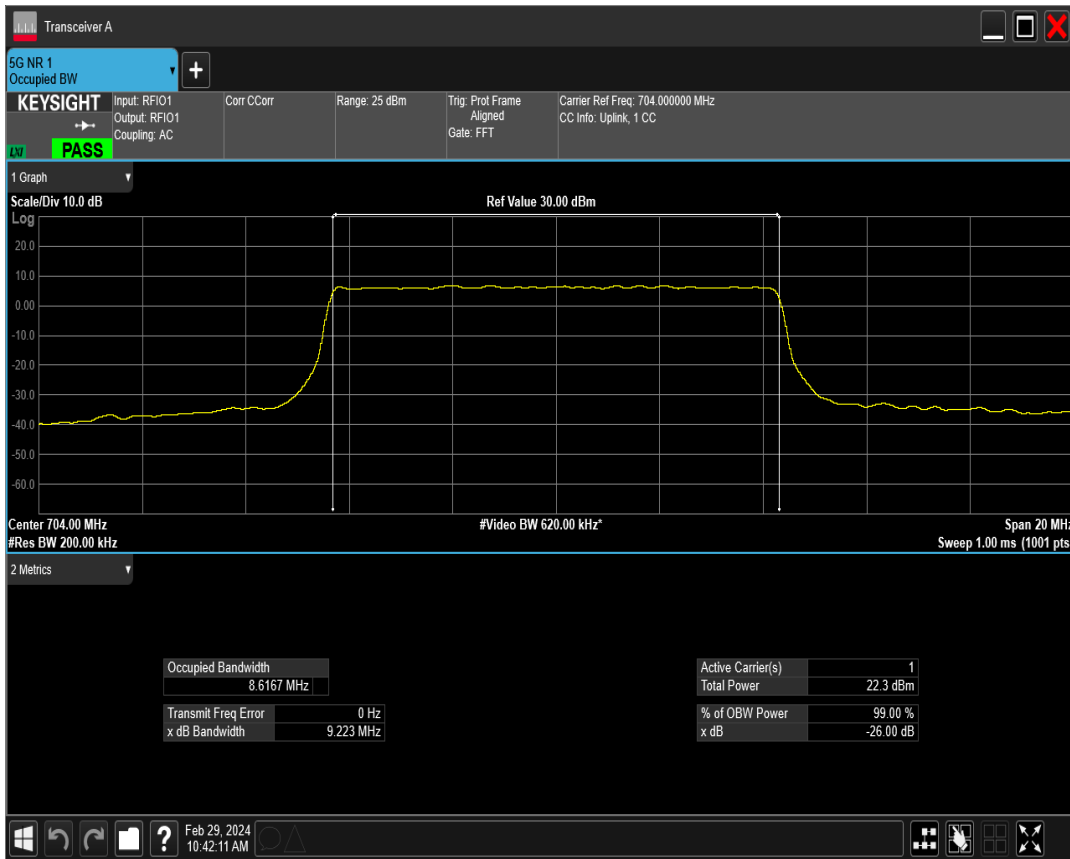 Transceiver A
5G NR 1
Occupied BW
KEYSIGHT
LXI
PASS
Input: RFIO1
Output: RFIO1
Coupling: AC
Corr CCorr
Range: 25 dBm
Trig: Prot Frame
Aligned
Gate: FFT
Carrier Ref Freq: 704.000000 MHz
CC Info: Uplink, 1 CC
1 Graph
Scale/Div 10.0 dB
Ref Value 30.00 dBm
Log
20.0
10.0
0.00
-10.0
-20.0
-30.0
-40.0
-50.0
-60.0
Center 704.00 MHz
#Video BW 620.00 kHz*
Span 20 MHz
#Res BW 200.00 kHz
Sweep 1.00 ms (1001 pts
2 Metrics
Occupied Bandwidth
8.6167 MHz
Transmit Freq Error 0 Hz
x dB Bandwidth 9.223 MHz
Active Carrier(s) 1
Total Power 22.3 dBm
% of OBW Power 99.00 %
x dB -26.00 dB
?
Feb 29, 2024
10:42:11 AM